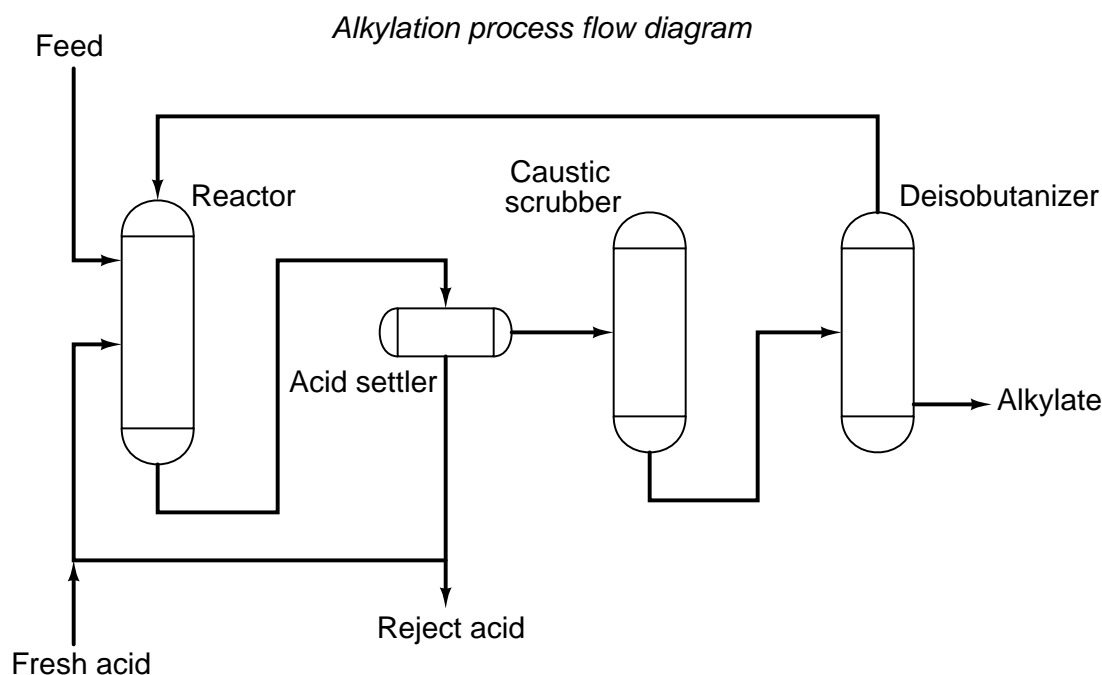 Alkylation process flow diagram
Feed
Reactor
Caustic
scrubber
Deisobutanizer
Acid settler
Alkylate
Reject acid
Fresh acid